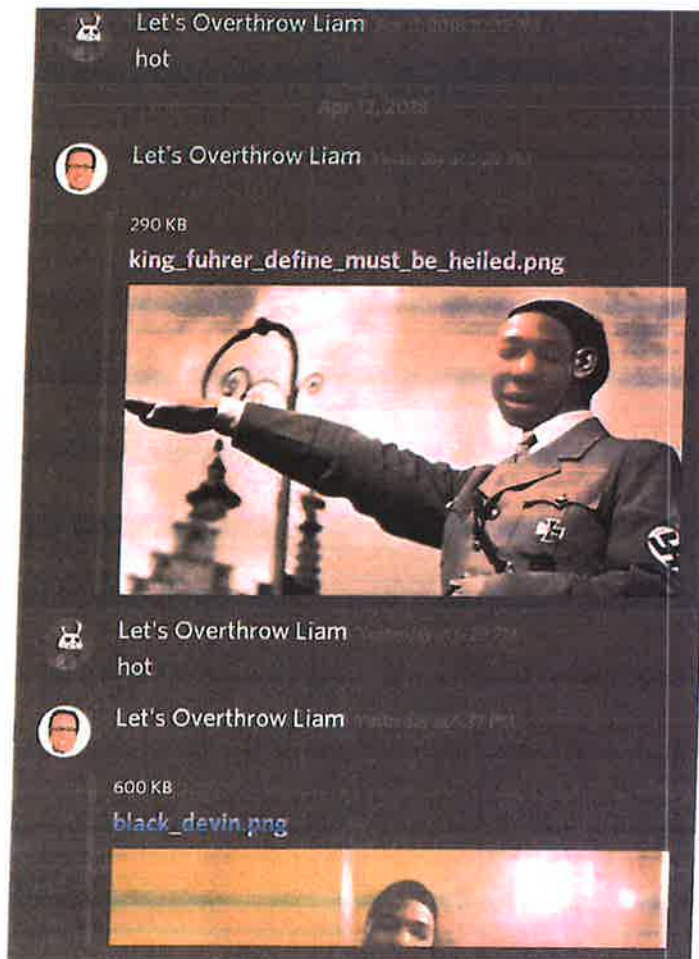 Let's Overthrow Liam
hot
Apr 12, 2018
Let's Overthrow Liam
290 KB
king_fuhrer_define_must_be_heiled.png
Let's Overthrow Liam
hot
Let's Overthrow Liam
600 KB
black_devin.png